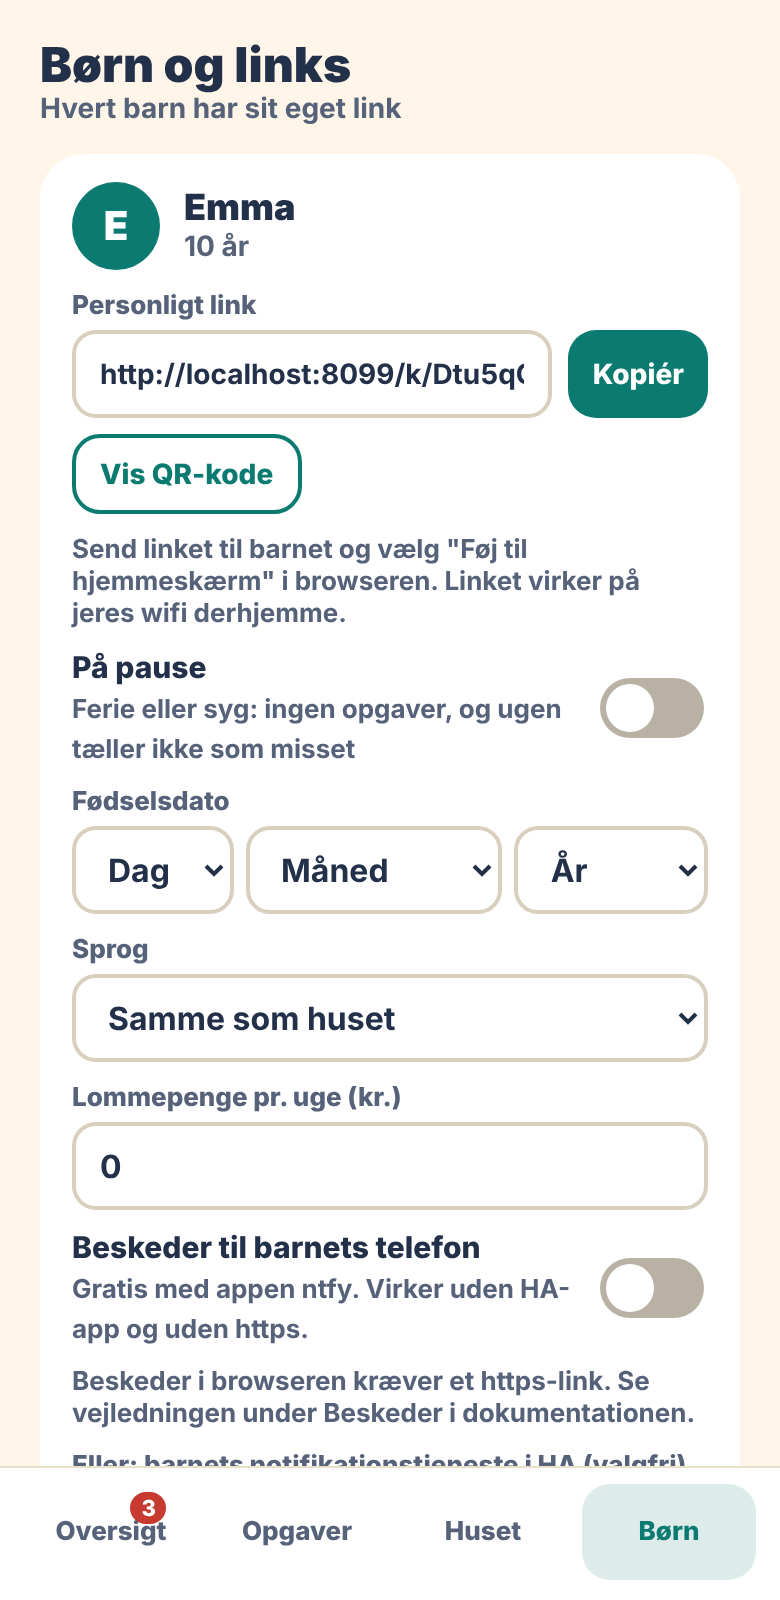 Børn og links
Hvert barn har sit eget link
E
Emma
10 år
Personligt link
http://localhost:8099/k/Dtu5q
Kopiér
Vis QR-kode
Send linket til barnet og vælg "Føj til
hjemmeskærm" i browseren. Linket virker på
jeres wifi derhjemme.
På pause
Ferie eller syg: ingen opgaver, og ugen
tæller ikke som misset
Fødselsdato
Dag
Måned
År
Sprog
Samme som huset
Lommepenge pr. uge (kr.)
0
Beskeder til barnets telefon
Gratis med appen ntfy. Virker uden HA-
app og uden https.
Beskeder i browseren kræver et https-link. Se
vejledningen under Beskeder i dokumentationen.
Eller: barnets notifikationstjeneste i HA (valgfri)
3
Oversigt
Opgaver
Huset
Børn